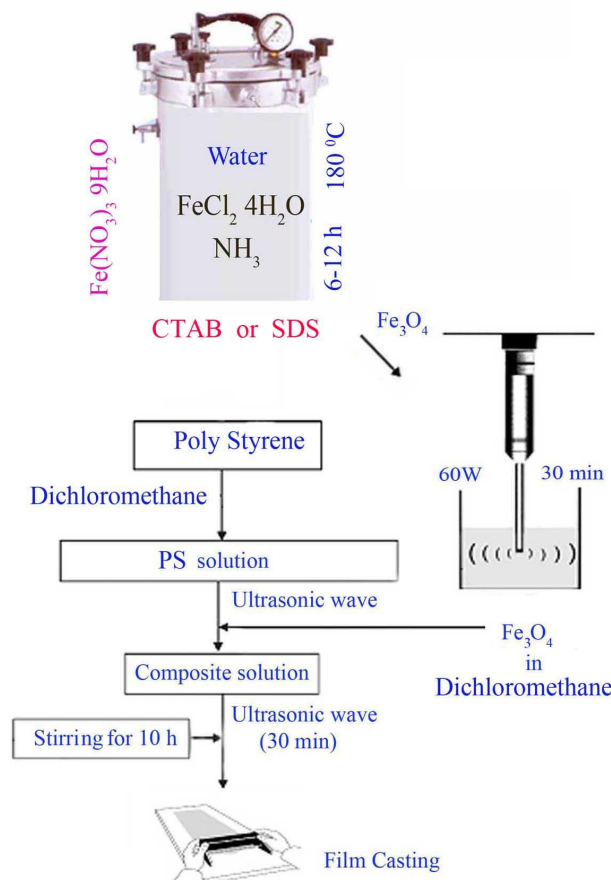 Water
FeCl₂ 4H₂O
NH₃
Fe(NO₃)₃ 9H₂O
6-12 h 180 ⁰C
CTAB or SDS
Fe₃O₄
60W
30 min
Poly Styrene
Dichloromethane
PS solution
Ultrasonic wave
Fe₃O₄
in
Dichloromethane
Composite solution
Ultrasonic wave
(30 min)
Stirring for 10 h
Film Casting